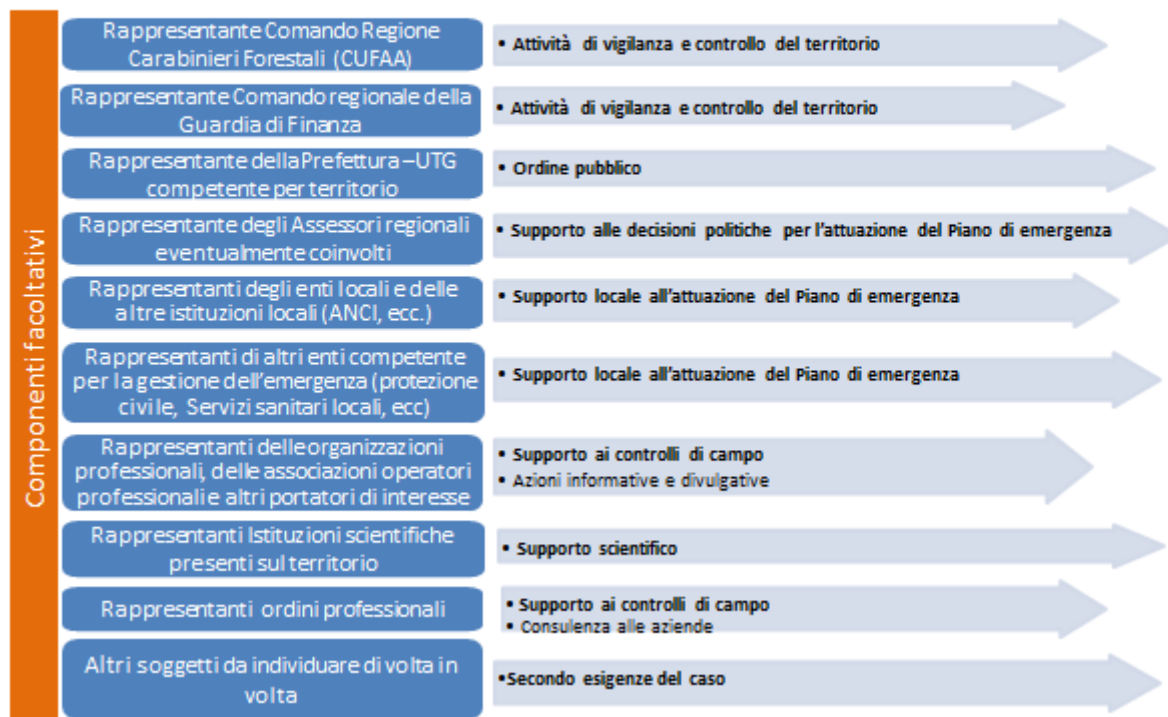 Componenti facoltativi
Rappresentante Comando Regione
Carabinieri Forestali (CUFAA)
• Attività di vigilanza e controllo del territorio
Rappresentante Comando regionale della
Guardia di Finanza
• Attività di vigilanza e controllo del territorio
Rappresentante della Prefettura –UTG
competente per territorio
• Ordine pubblico
Rappresentante degli Assessori regionali
eventualmente coinvolti
• Supporto alle decisioni politiche per l'attuazione del Piano di emergenza
Rappresentanti degli enti locali e delle
altre istituzioni locali (ANCI, ecc.)
• Supporto locale all'attuazione del Piano di emergenza
Rappresentanti di altri enti competente
per la gestione dell'emergenza (protezione
civile, Servizi sanitari locali, ecc)
• Supporto locale all'attuazione del Piano di emergenza
Rappresentanti delle organizzazioni
professionali, delle associazioni operatori
professionali e altri portatori di interesse
• Supporto ai controlli di campo
• Azioni informative e divulgative
Rappresentanti Istituzioni scientifiche
presenti sul territorio
• Supporto scientifico
Rappresentanti ordini professionali
• Supporto ai controlli di campo
• Consulenza alle aziende
Altri soggetti da individuare di volta in
volta
•Secondo esigenze del caso